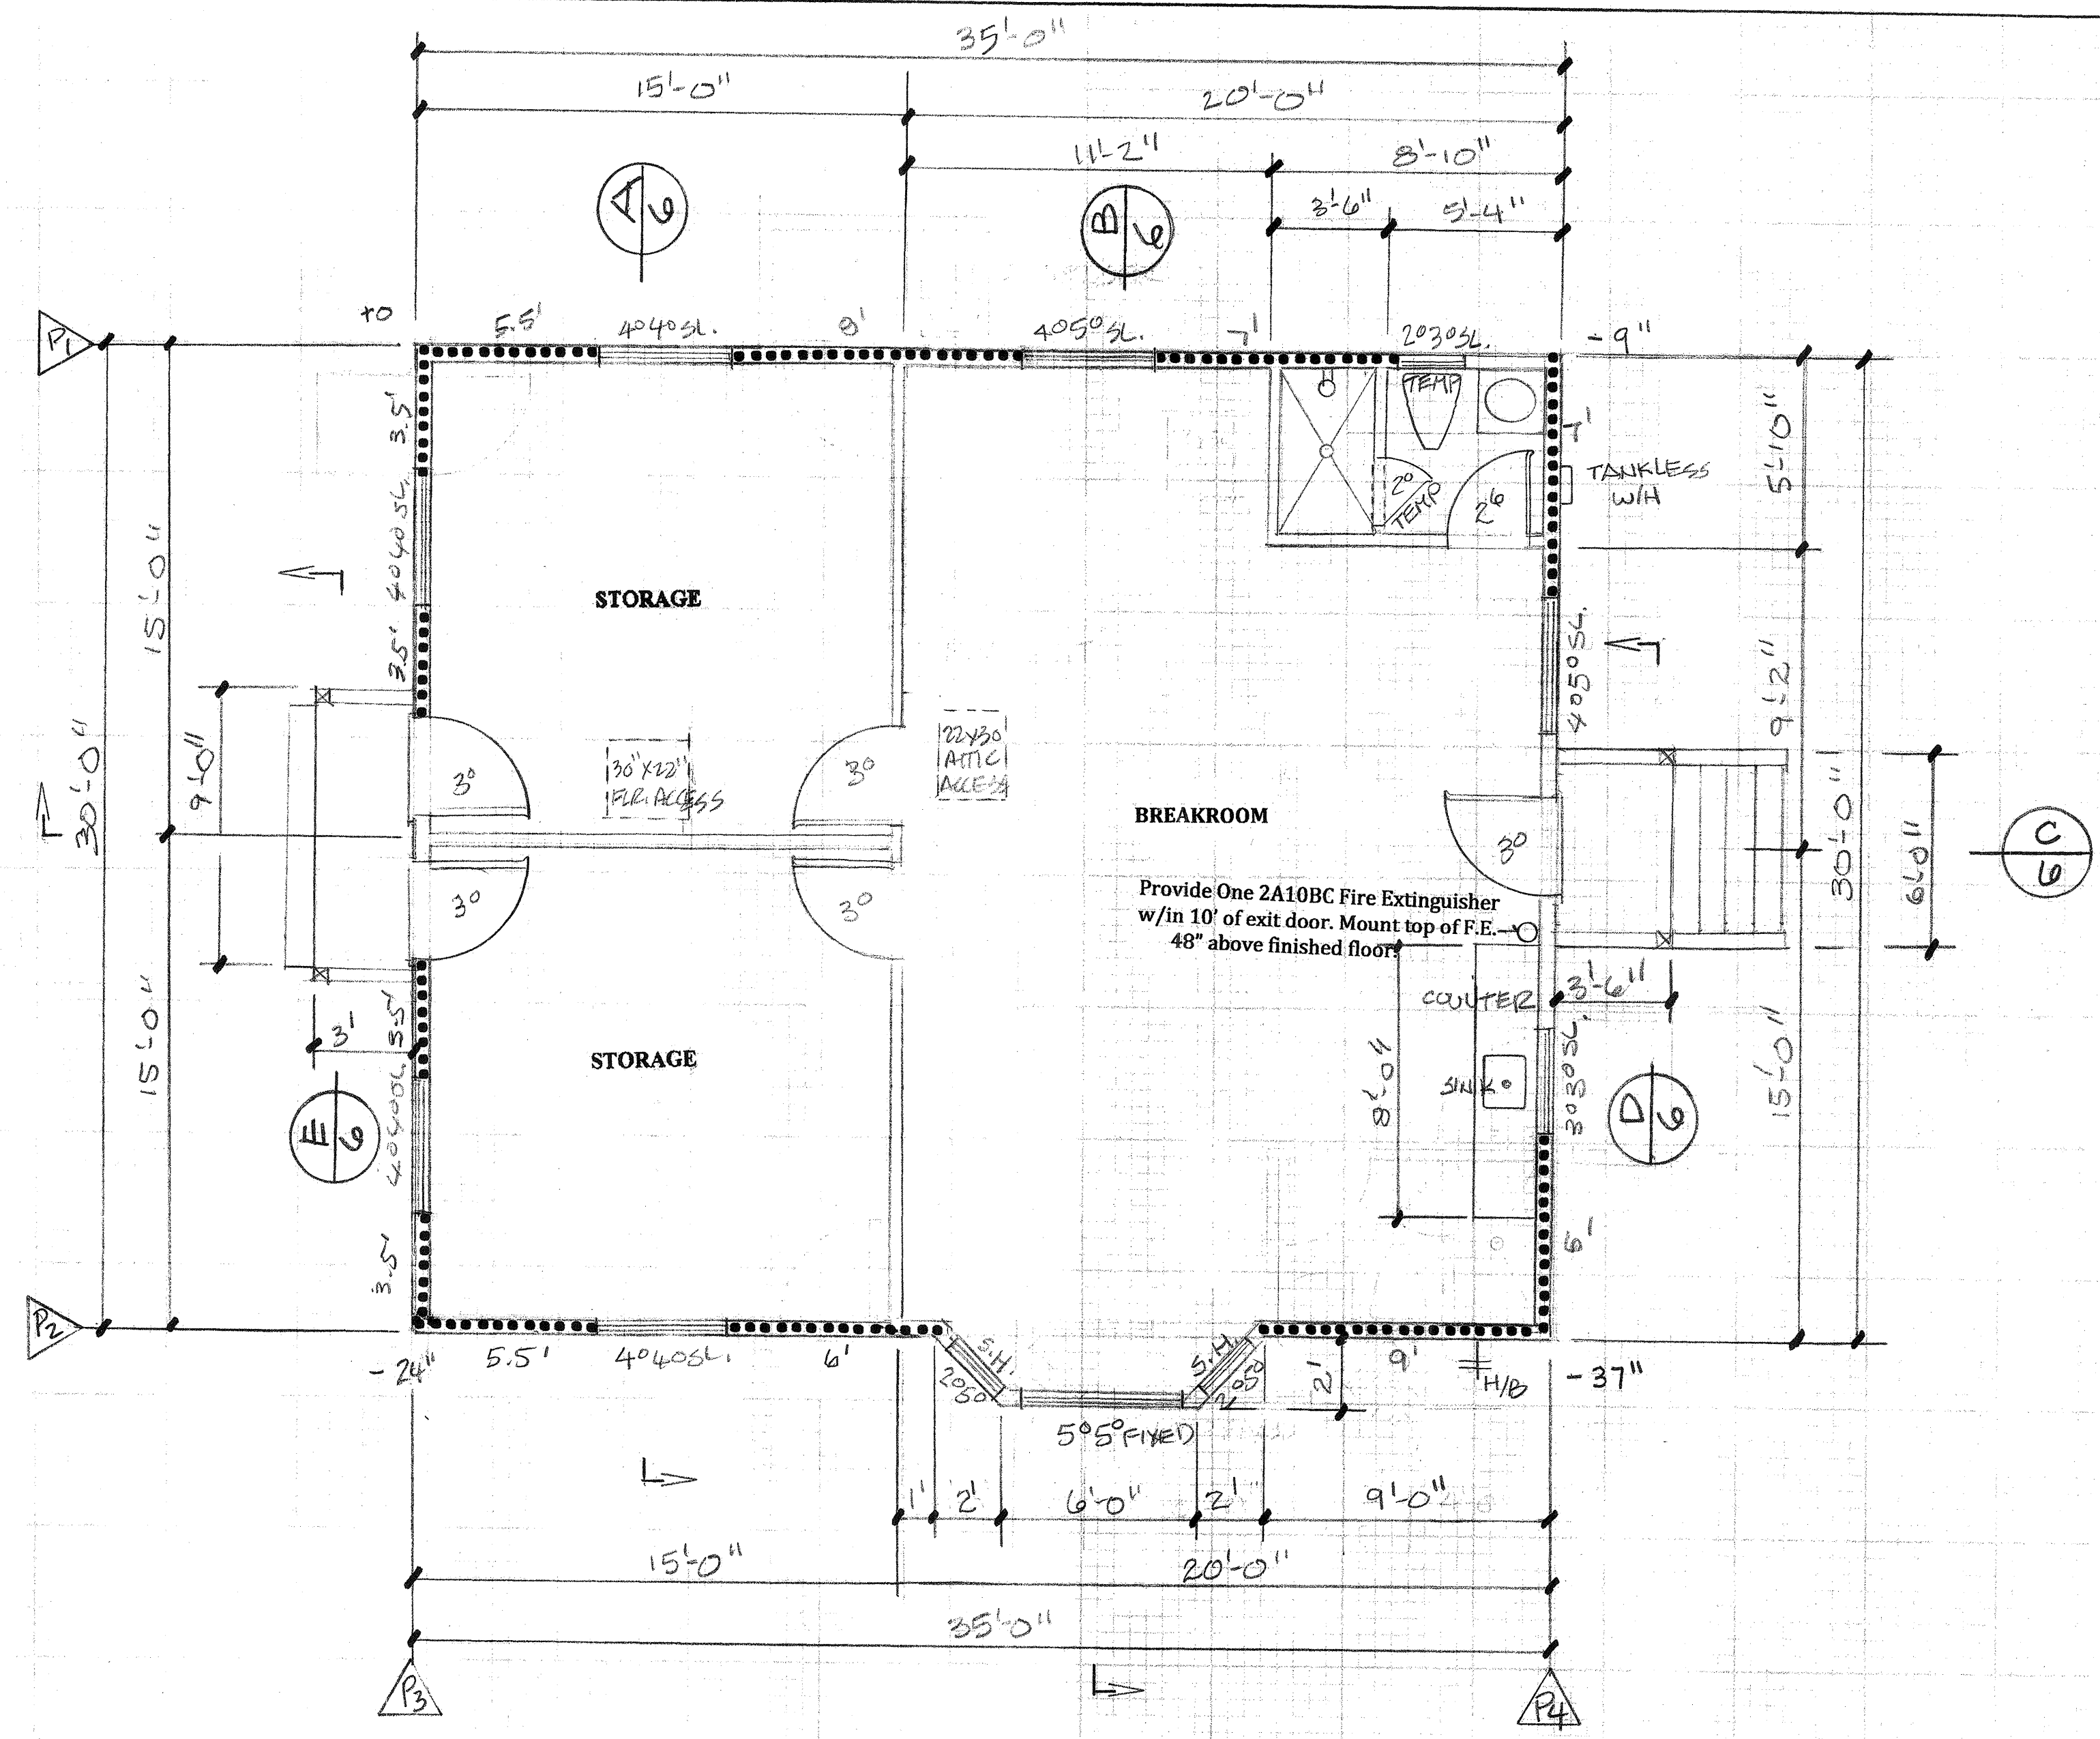 35'-0"
15'-0"
20'-0"
11'-2"
8'-10"
3'-6"
5'-4"
A
6
B
6
P1
+0
5.5'
4⁰4⁰SL.
4⁰5⁰SL.
7'
2⁰3⁰SL.
-9"
3.5'
4⁰4⁰SL.
3.5'
TEMP
2⁰
TEMP
2⁶
7'
TANKLESS
W/H
5'-10"
15'-0"
STORAGE
4⁰5⁰SL.
9'-2"
30'-0"
9'-0"
3⁰
30"X22"
FLR. ACCESS
3⁰
22X30
ATTIC
ACCESS
BREAKROOM
3⁰
30'-0"
6'-0"
C
6
3⁰
3⁰
Provide One 2A10BC Fire Extinguisher
w/in 10' of exit door. Mount top of F.E.
48" above finished floor.
COUNTER
3'-6"
3'
3.5'
15'-0"
STORAGE
8'-0"
SINK
3⁰3⁰SL.
15'-0"
E
6
D
6
4⁰4⁰SL.
3.5'
6'
P2
-24"
5.5'
4⁰4⁰SL.
6'
S.H.
2⁰5⁰
S.H.
2⁰5⁰
2'
9'
H/B
-37"
5⁰5⁰FIXED
1'
2'
6'-0"
2'
9'-0"
15'-0"
20'-0"
35'-0"
P3
P4